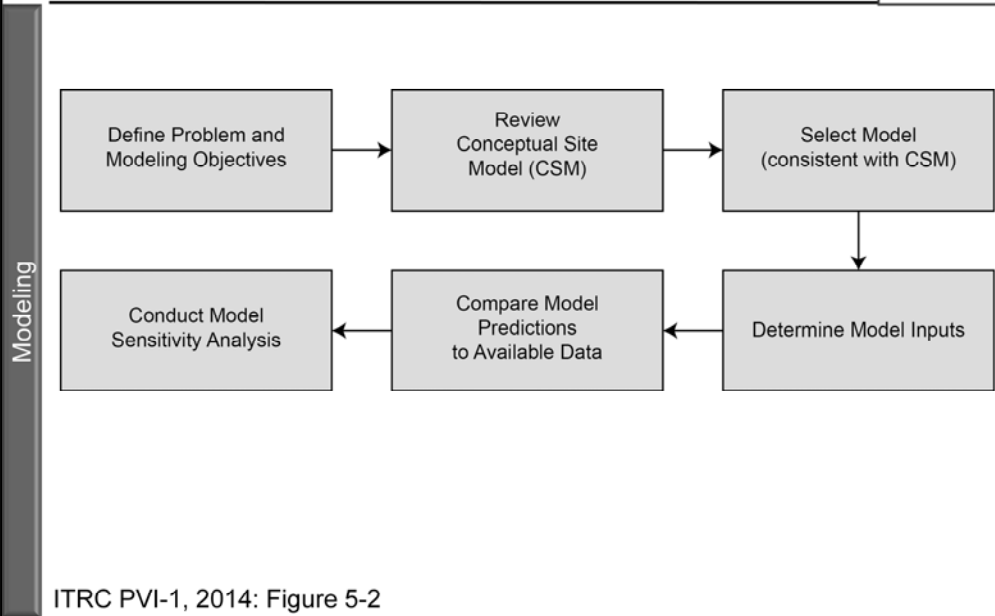 Modeling
Define Problem and
Modeling Objectives
Review
Conceptual Site
Model (CSM)
Select Model
(consistent with CSM)
Determine Model Inputs
Compare Model
Predictions
to Available Data
Conduct Model
Sensitivity Analysis
ITRC PVI-1, 2014: Figure 5-2